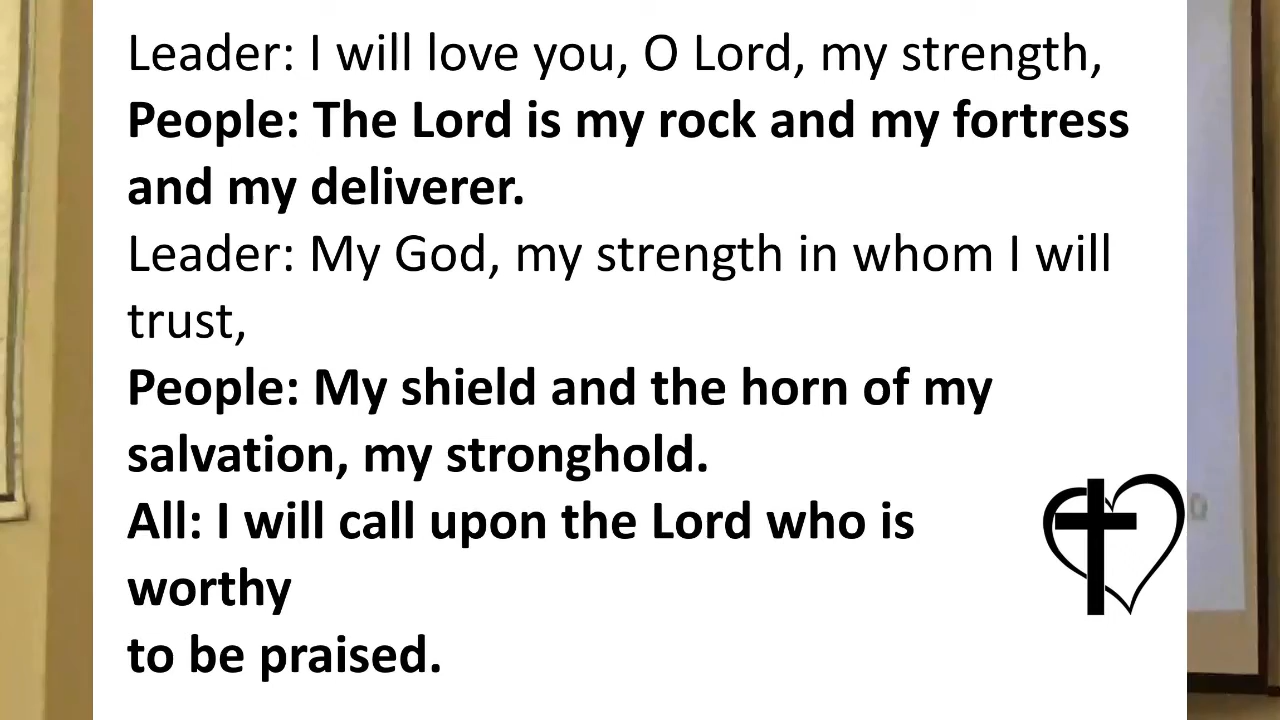 Leader: I will love you, O Lord, my strength,
People: The Lord is my rock and my fortress
and my deliverer.
Leader: My God, my strength in whom I will
trust,
People: My shield and the horn of my
salvation, my stronghold.
All: I will call upon the Lord who is
worthy
to be praised.